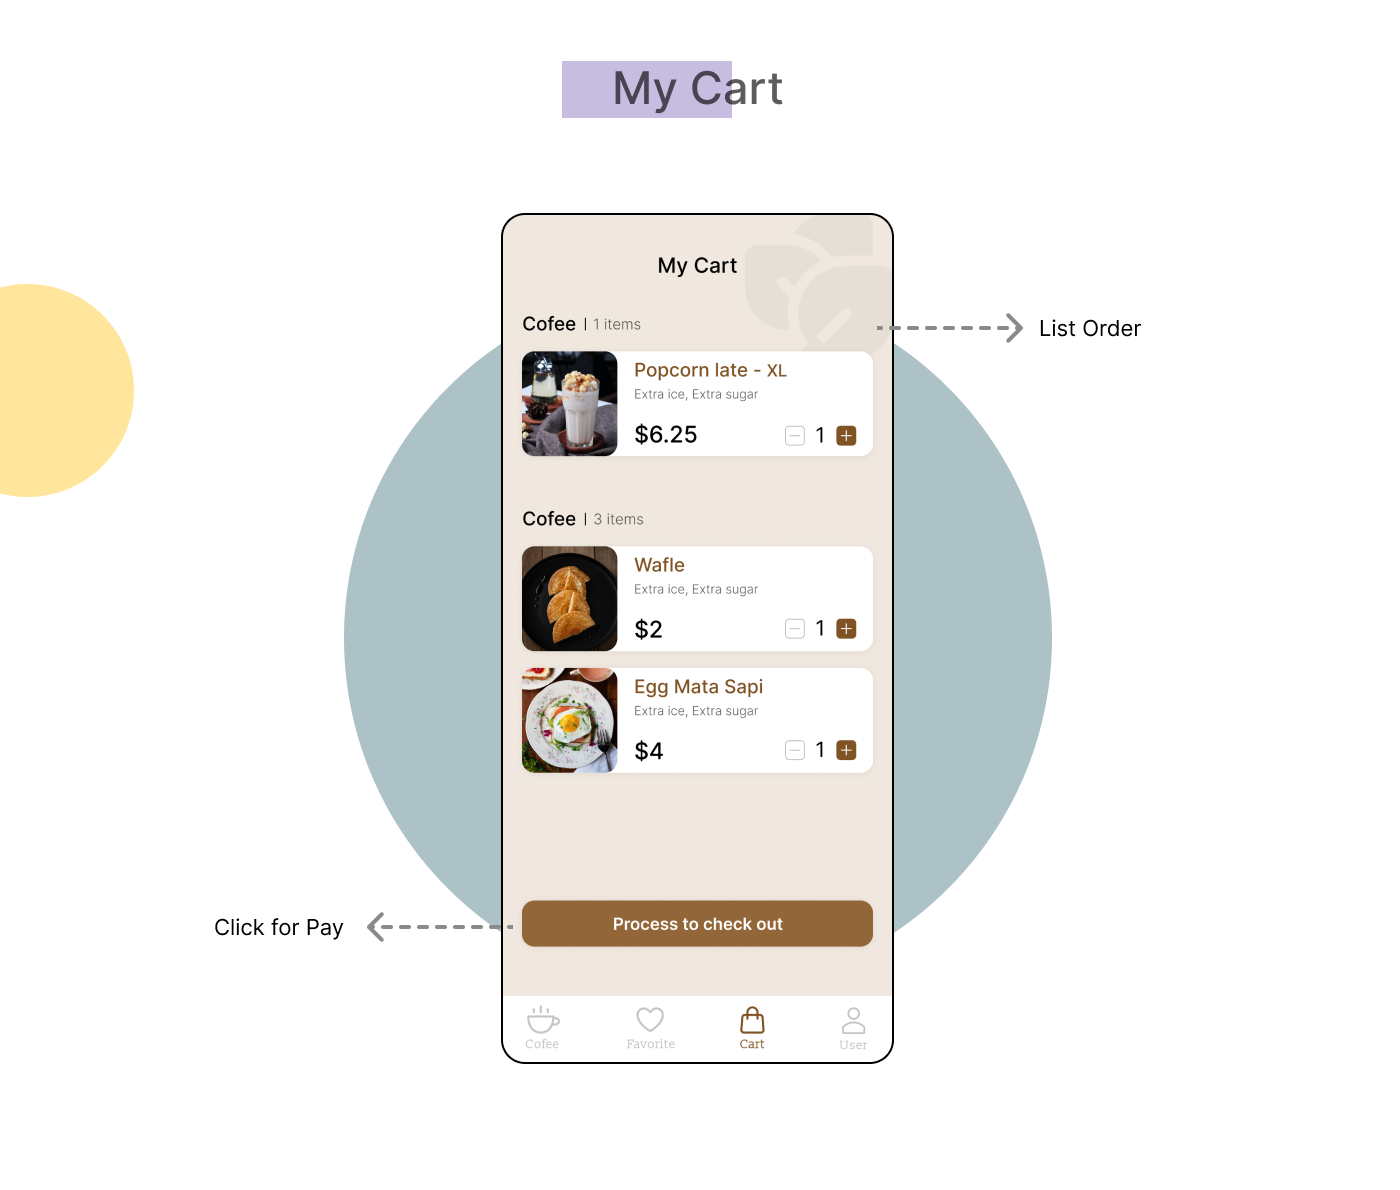 My Cart
My Cart
Cofee | 1 items
List Order
Popcorn late - XL
Extra ice, Extra sugar
$6.25
1
Cofee | 3 items
Wafle
Extra ice, Extra sugar
$2
1
Egg Mata Sapi
Extra ice, Extra sugar
$4
1
Click for Pay
Process to check out
Cofee
Favorite
Cart
User